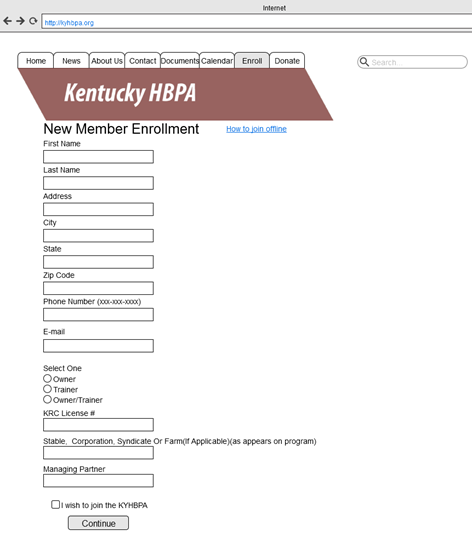 Internet
http://kyhbpa.org
Home News About Us Contact Documents Calendar Enroll Donate
Search
Kentucky HBPA
New Member Enrollment How to join offline
First Name
Last Name
Address
City
State
Zip Code
Phone Number (xxx-xxx-xxxx)
E-mail
Select One
Owner
Trainer
Owner/Trainer
KRC License #
Stable, Corporation, Syndicate Or Farm(If Applicable)(as appears on program)
Managing Partner
I wish to join the KYHBPA
Continue